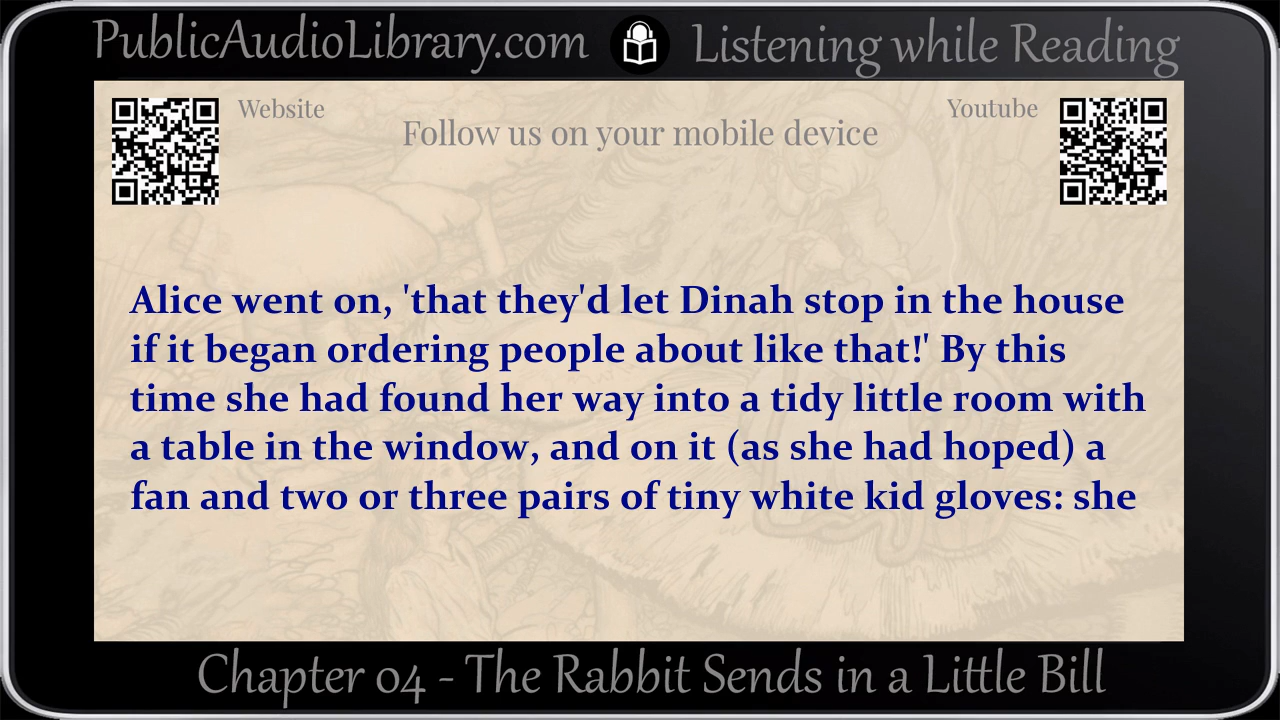 PublicAudioLibrary.com Listening while Reading
Website
Youtube
Follow us on your mobile device
Alice went on, 'that they'd let Dinah stop in the house
if it began ordering people about like that!' By this
time she had found her way into a tidy little room with
a table in the window, and on it (as she had hoped) a
fan and two or three pairs of tiny white kid gloves: she
Chapter 04 - The Rabbit Sends in a Little Bill